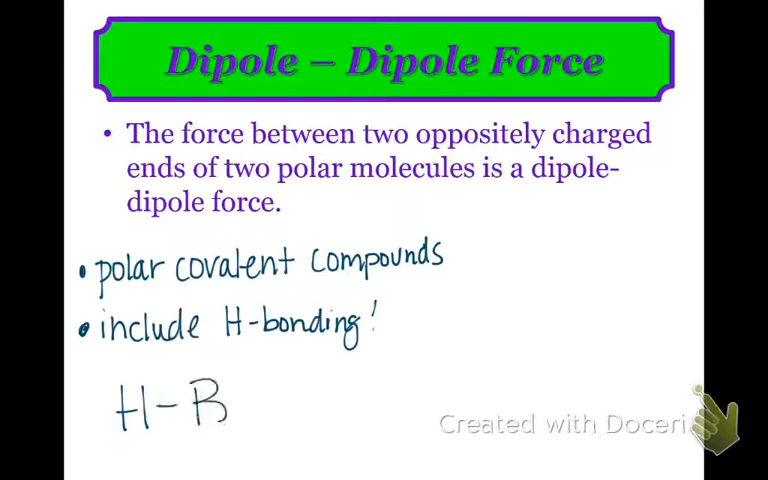 Dipole – Dipole Force
• The force between two oppositely charged
ends of two polar molecules is a dipole-
dipole force.
• polar covalent compounds
• include H-bonding!
H-B
Created with Doceri